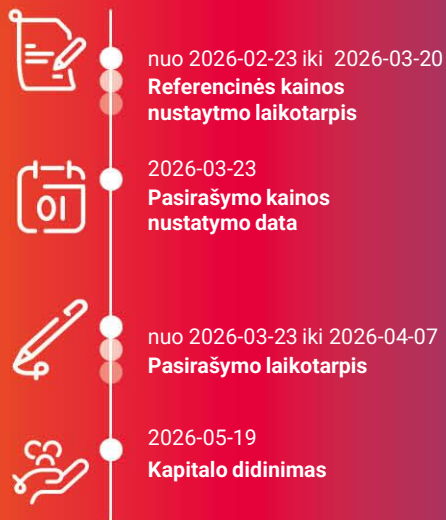 nuo 2026-02-23 iki 2026-03-20
Referencinės kainos
nustaytmo laikotarpis
01
2026-03-23
Pasirašymo kainos
nustatymo data
nuo 2026-03-23 iki 2026-04-07
Pasirašymo laikotarpis
2026-05-19
Kapitalo didinimas